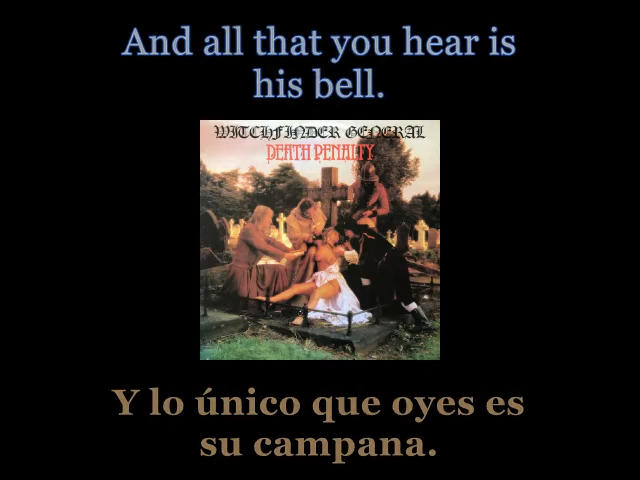 And all that you hear is
his bell.
WITCHFINDER GENERAL
DEATH PENALTY
Y lo único que oyes es
su campana.